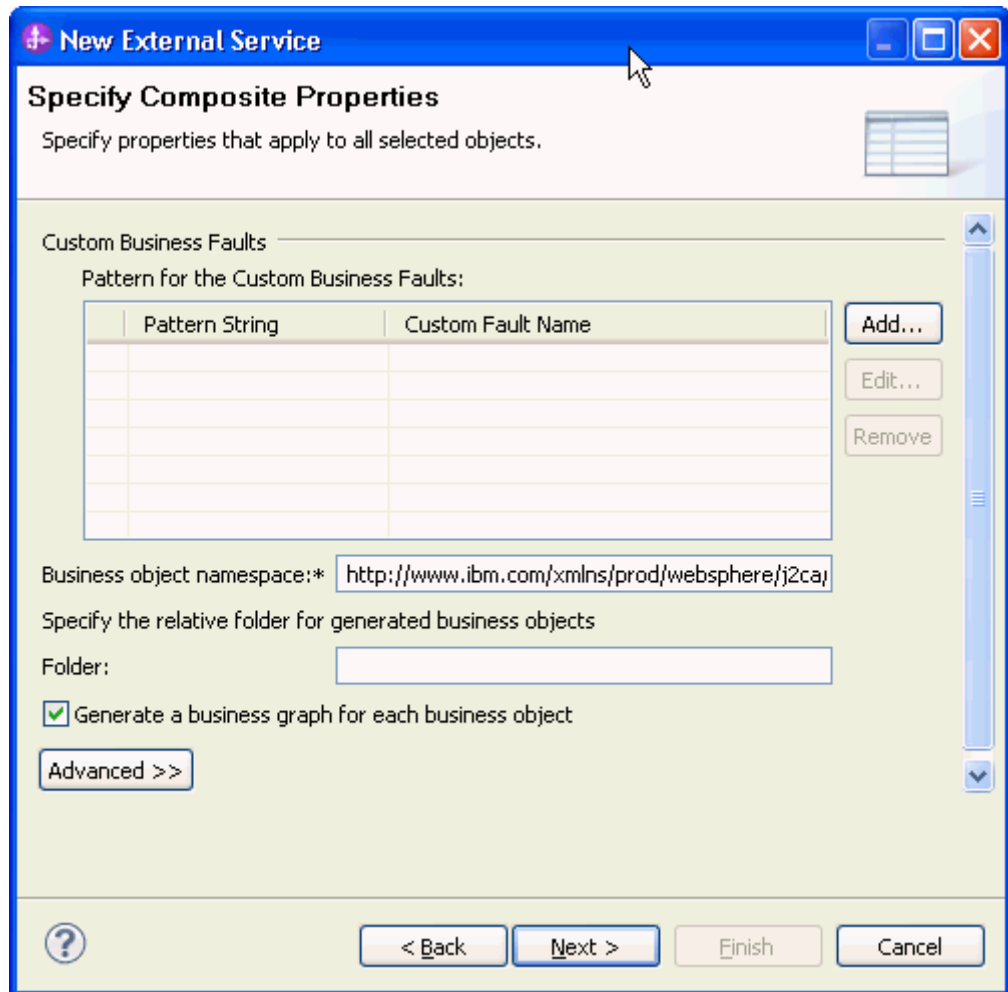 New External Service
Specify Composite Properties
Specify properties that apply to all selected objects.
Custom Business Faults
Pattern for the Custom Business Faults:
Pattern String Custom Fault Name
Add...
Edit...
Remove
Business object namespace:* http://www.ibm.com/xmlns/prod/websphere/j2ca/
Specify the relative folder for generated business objects
Folder:
Generate a business graph for each business object
Advanced >>
? < Back Next > Finish Cancel